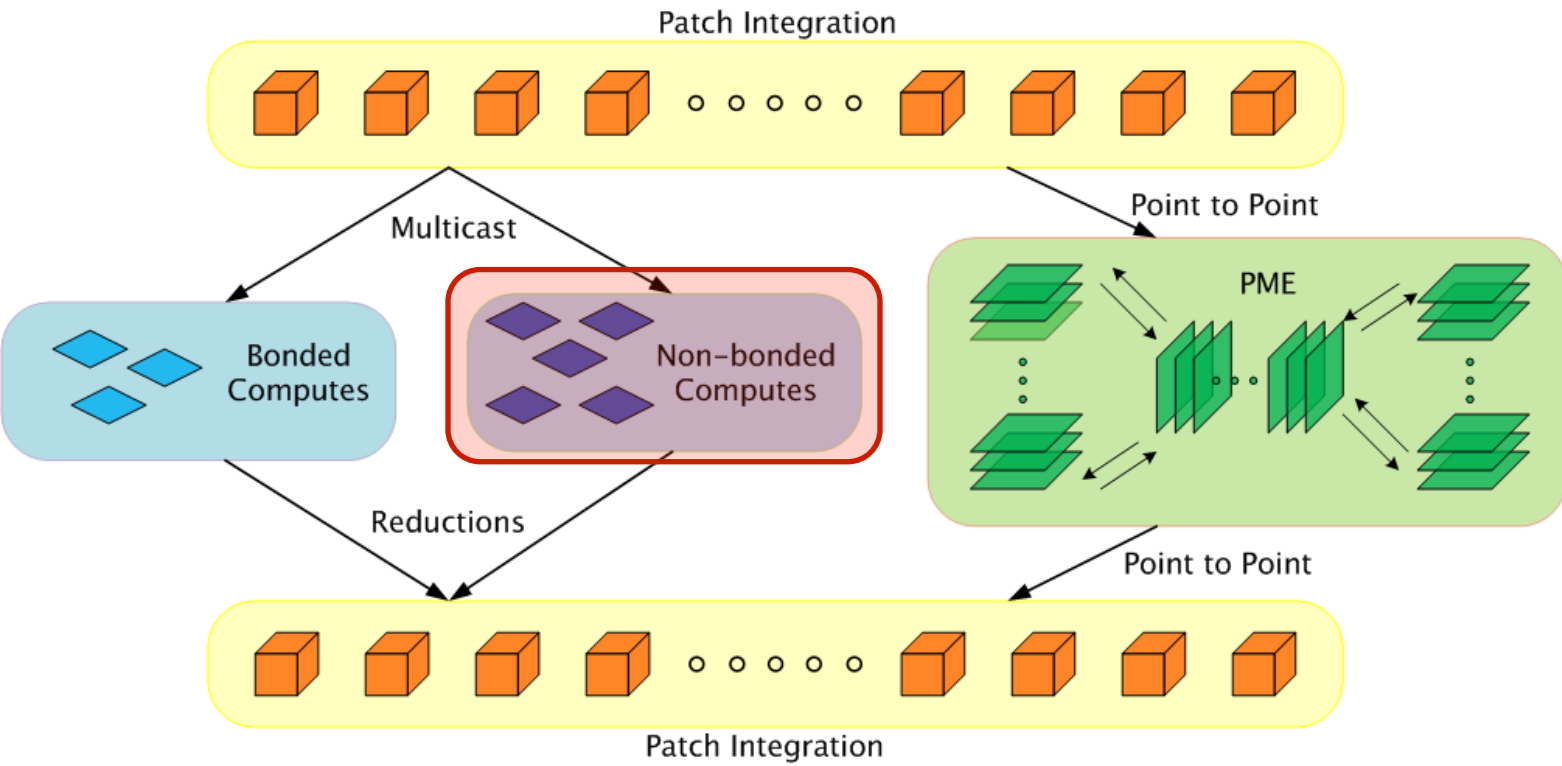 Patch Integration
Multicast
Point to Point
PME
Bonded
Computes
Non-bonded
Computes
Reductions
Point to Point
Patch Integration